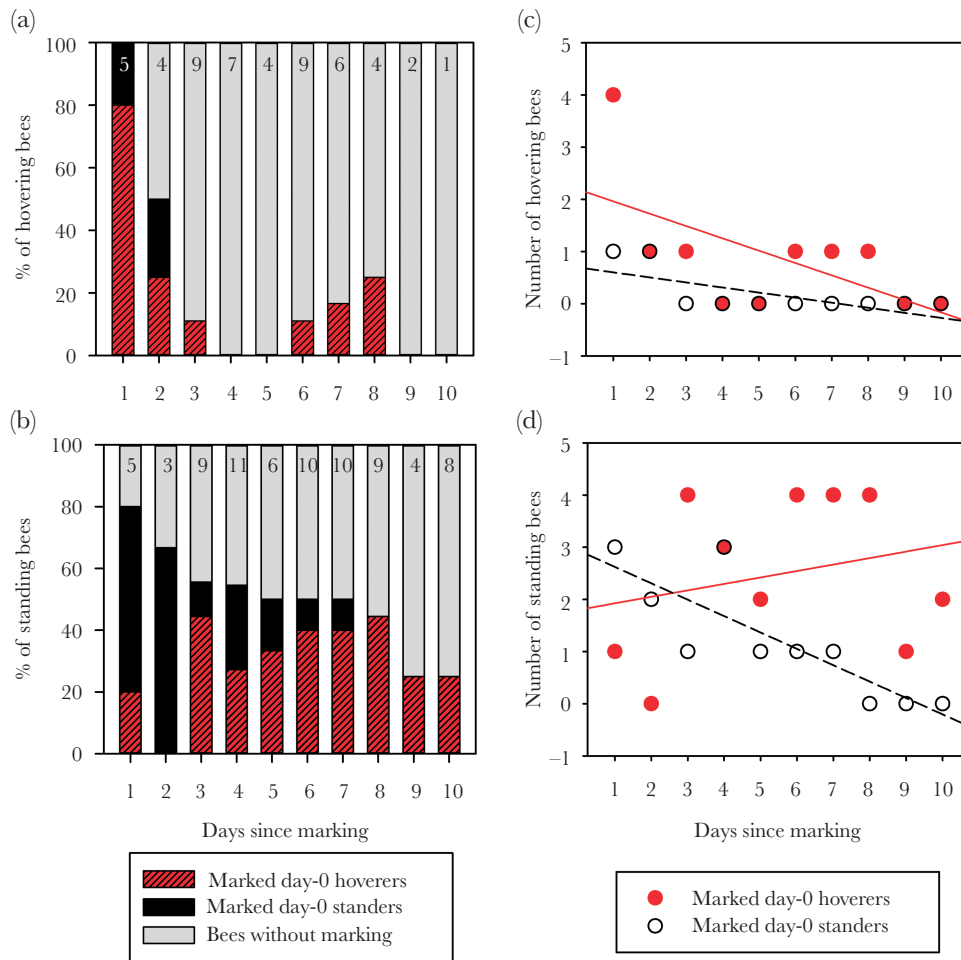 (a)
100
80
60
40
20
0
% of hovering bees
5 4 9 7 4 9 6 4 2 1
1 2 3 4 5 6 7 8 9 10
(b)
100
80
60
40
20
0
% of standing bees
5 3 9 11 6 10 10 9 4 8
1 2 3 4 5 6 7 8 9 10
Days since marking
Marked day-0 hoverers
Marked day-0 standers
Bees without marking
(c)
5
4
3
2
1
0
–1
Number of hovering bees
1 2 3 4 5 6 7 8 9 10
(d)
5
4
3
2
1
0
–1
Number of standing bees
1 2 3 4 5 6 7 8 9 10
Days since marking
Marked day-0 hoverers
Marked day-0 standers